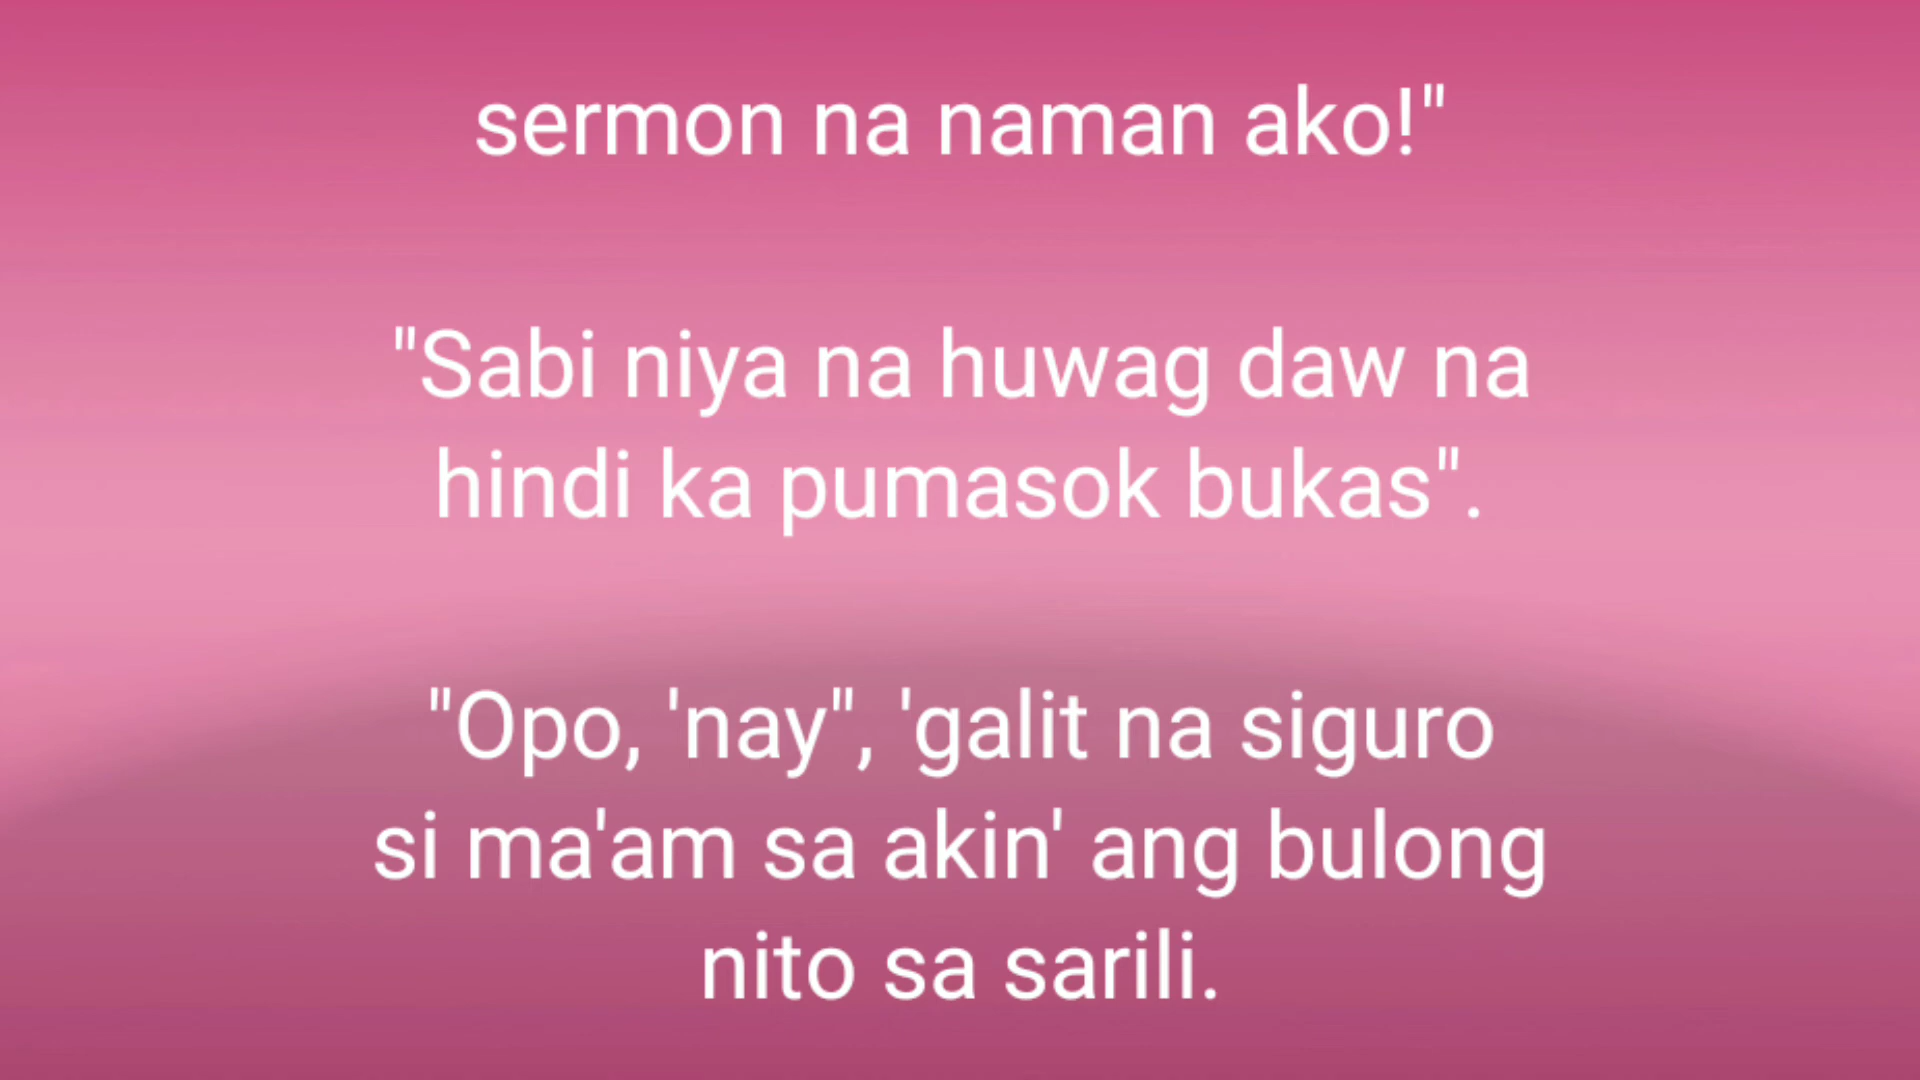 sermon na naman ako!"
"Sabi niya na huwag daw na
hindi ka pumasok bukas".
"Opo, 'nay", 'galit na siguro
si ma'am sa akin' ang bulong
nito sa sarili.